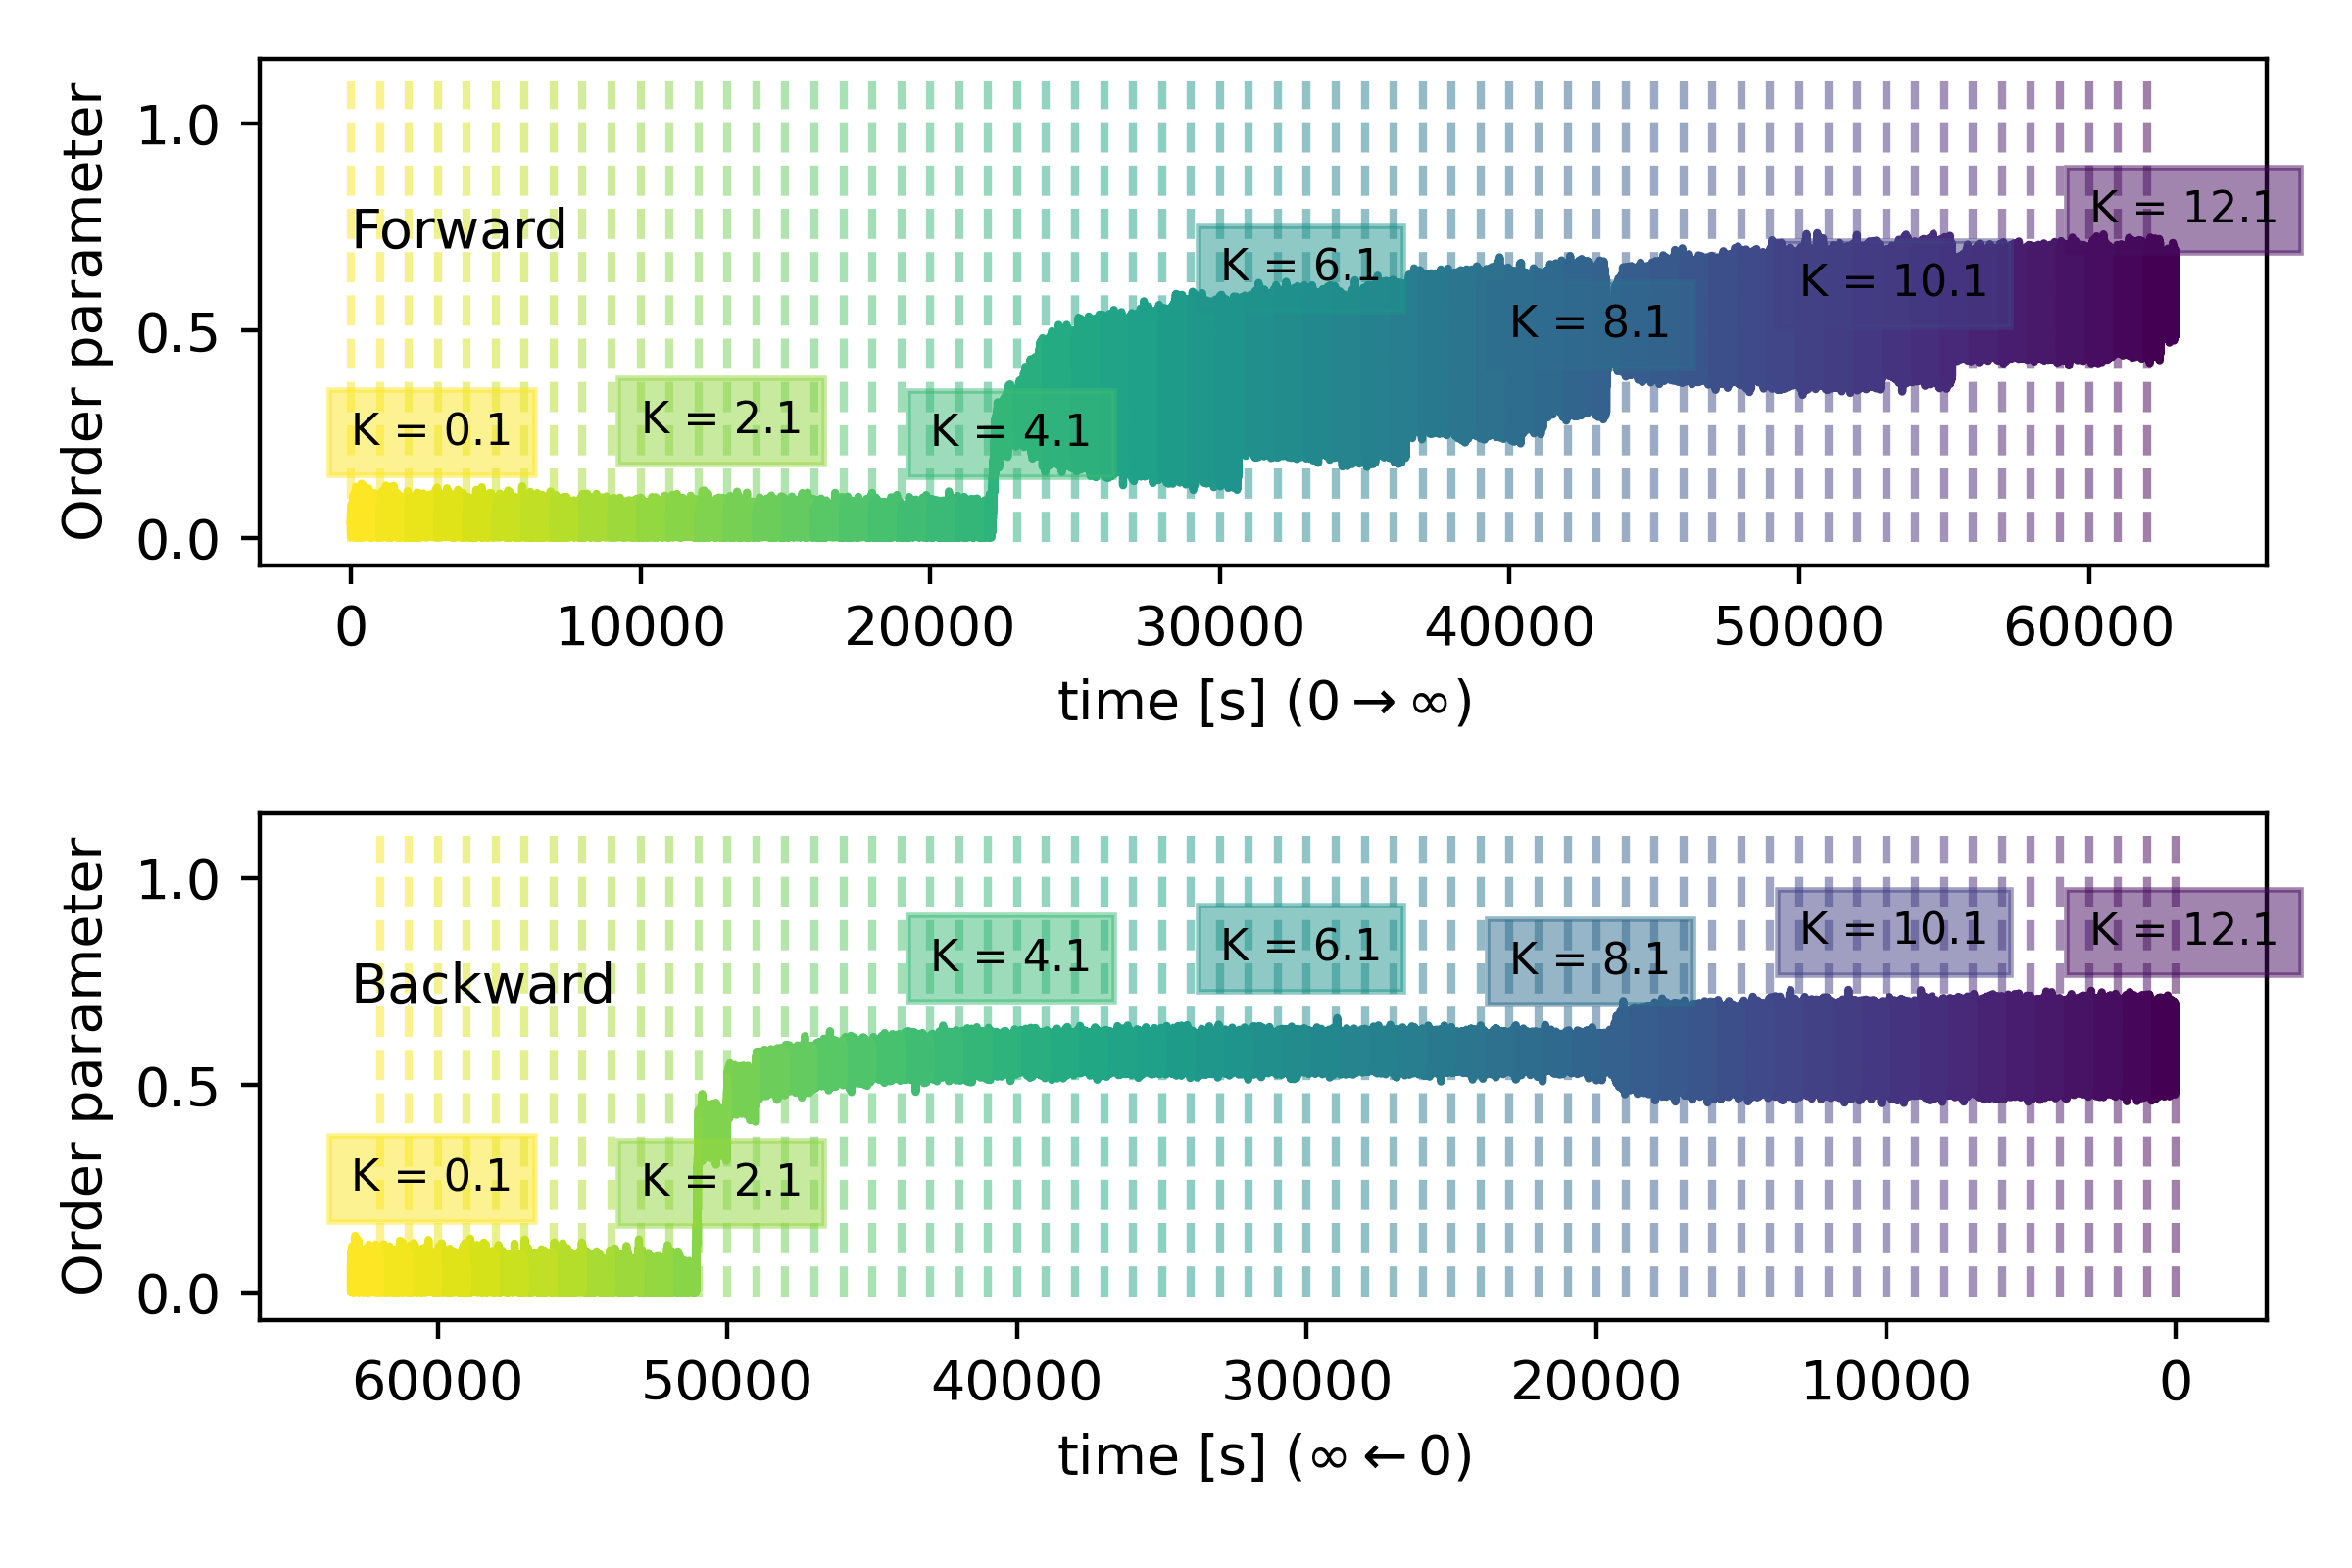 Order parameter
1.0
0.5
0.0
Forward
K = 0.1
K = 2.1
K = 4.1
K = 6.1
K = 8.1
K = 10.1
K = 12.1
0 10000 20000 30000 40000 50000 60000
time [s] (0→∞)
Order parameter
1.0
0.5
0.0
Backward
K = 0.1
K = 2.1
K = 4.1
K = 6.1
K = 8.1
K = 10.1
K = 12.1
60000 50000 40000 30000 20000 10000 0
time [s] (∞←0)